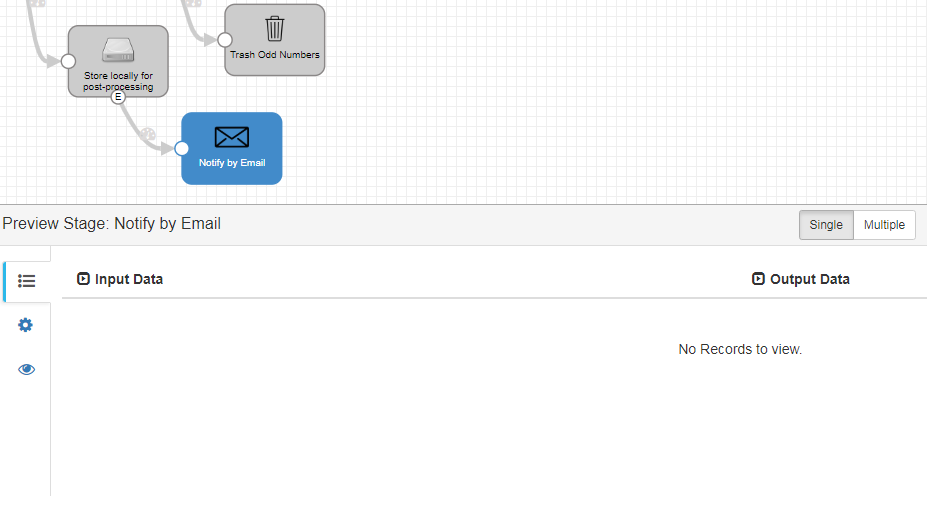 Trash Odd Numbers
Store locally for
post-processing
E
Notify by Email
Preview Stage: Notify by Email
Single
Multiple
Input Data
Output Data
No Records to view.